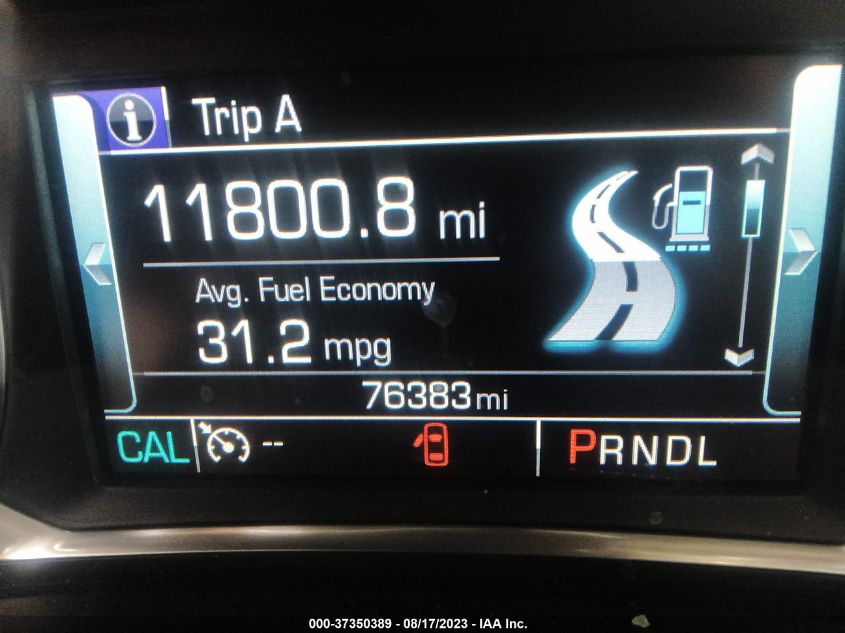 i Trip A
11800.8 mi
Avg. Fuel Economy
31.2 mpg
76383 mi
CAL -- PRNDL
000-37350389 - 08/17/2023 - IAA Inc.